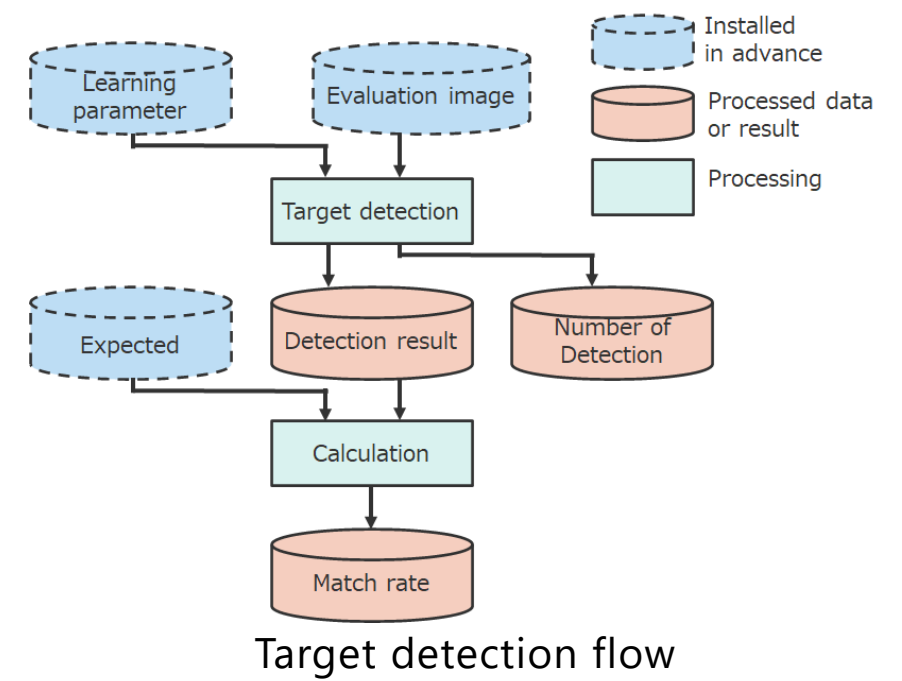 Installed
in advance
Learning
parameter
Evaluation image
Processed data
or result
Processing
Target detection
Expected
Detection result
Number of
Detection
Calculation
Match rate
Target detection flow